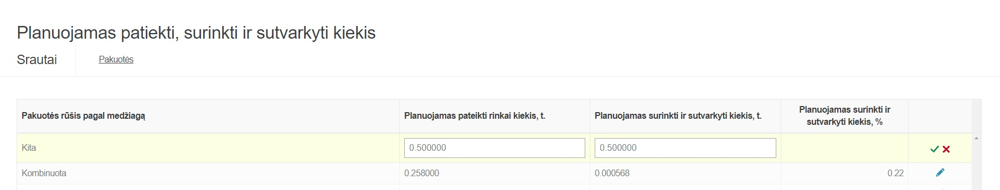 Planuojamas patiekti, surinkti ir sutvarkyti kiekis
Srautai
Pakuotės
Pakuotės rūšis pagal medžiagą
Planuojamas pateikti rinkai kiekis, t.
Planuojamas surinkti ir sutvarkyti kiekis, t.
Planuojamas surinkti ir
sutvarkyti kiekis, %
Kita
0.500000
0.500000
Kombinuota
0.258000
0.000568
0.22